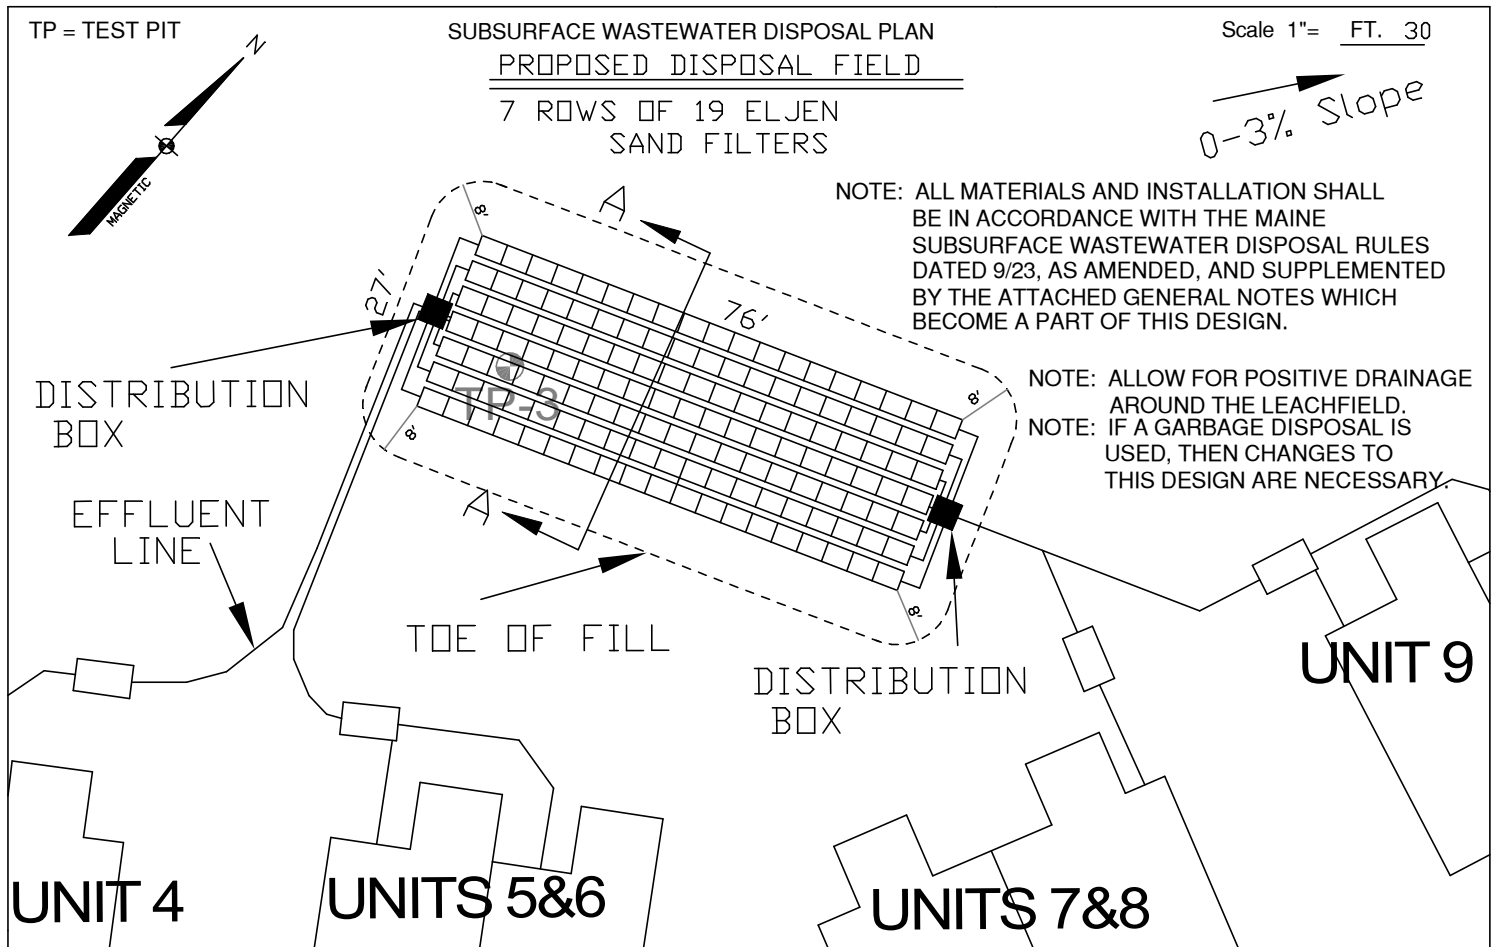 TP = TEST PIT
SUBSURFACE WASTEWATER DISPOSAL PLAN
Scale 1"= FT. 30
N
MAGNETIC
PROPOSED DISPOSAL FIELD
7 ROWS OF 19 ELJEN
SAND FILTERS
0-3% Slope
NOTE: ALL MATERIALS AND INSTALLATION SHALL
BE IN ACCORDANCE WITH THE MAINE
SUBSURFACE WASTEWATER DISPOSAL RULES
DATED 9/23, AS AMENDED, AND SUPPLEMENTED
BY THE ATTACHED GENERAL NOTES WHICH
BECOME A PART OF THIS DESIGN.
NOTE: ALLOW FOR POSITIVE DRAINAGE
AROUND THE LEACHFIELD.
NOTE: IF A GARBAGE DISPOSAL IS
USED, THEN CHANGES TO
THIS DESIGN ARE NECESSARY.
A
8'
27'
76'
8'
TP-3
8'
A
8'
DISTRIBUTION
BOX
EFFLUENT
LINE
TOE OF FILL
DISTRIBUTION
BOX
UNIT 9
UNIT 4
UNITS 5&6
UNITS 7&8